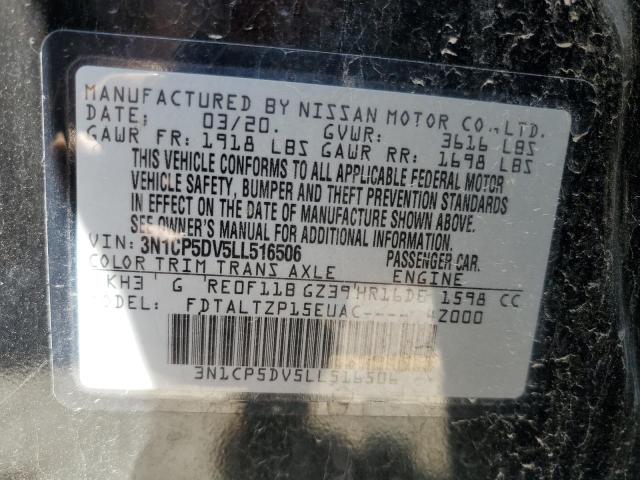 MANUFACTURED BY NISSAN MOTOR CO.,LTD.
DATE: 03/20. GVWR: 3616 LBS
GAWR FR: 1918 LBS GAWR RR: 1698 LBS
THIS VEHICLE CONFORMS TO ALL APPLICABLE FEDERAL MOTOR
VEHICLE SAFETY, BUMPER AND THEFT PREVENTION STANDARDS
IN EFFECT ON THE DATE OF MANUFACTURE SHOWN ABOVE.
SEE OWNER'S MANUAL FOR ADDITIONAL INFORMATION.
VIN: 3N1CP5DV5LL516506 PASSENGER CAR.
COLOR TRIM TRANS AXLE ENGINE
KH3 G RE0F11B GZ39 HR16DE 1598 CC
MODEL: FDTALTZP15EUAC---- Z000
3N1CP5DV5LL516506